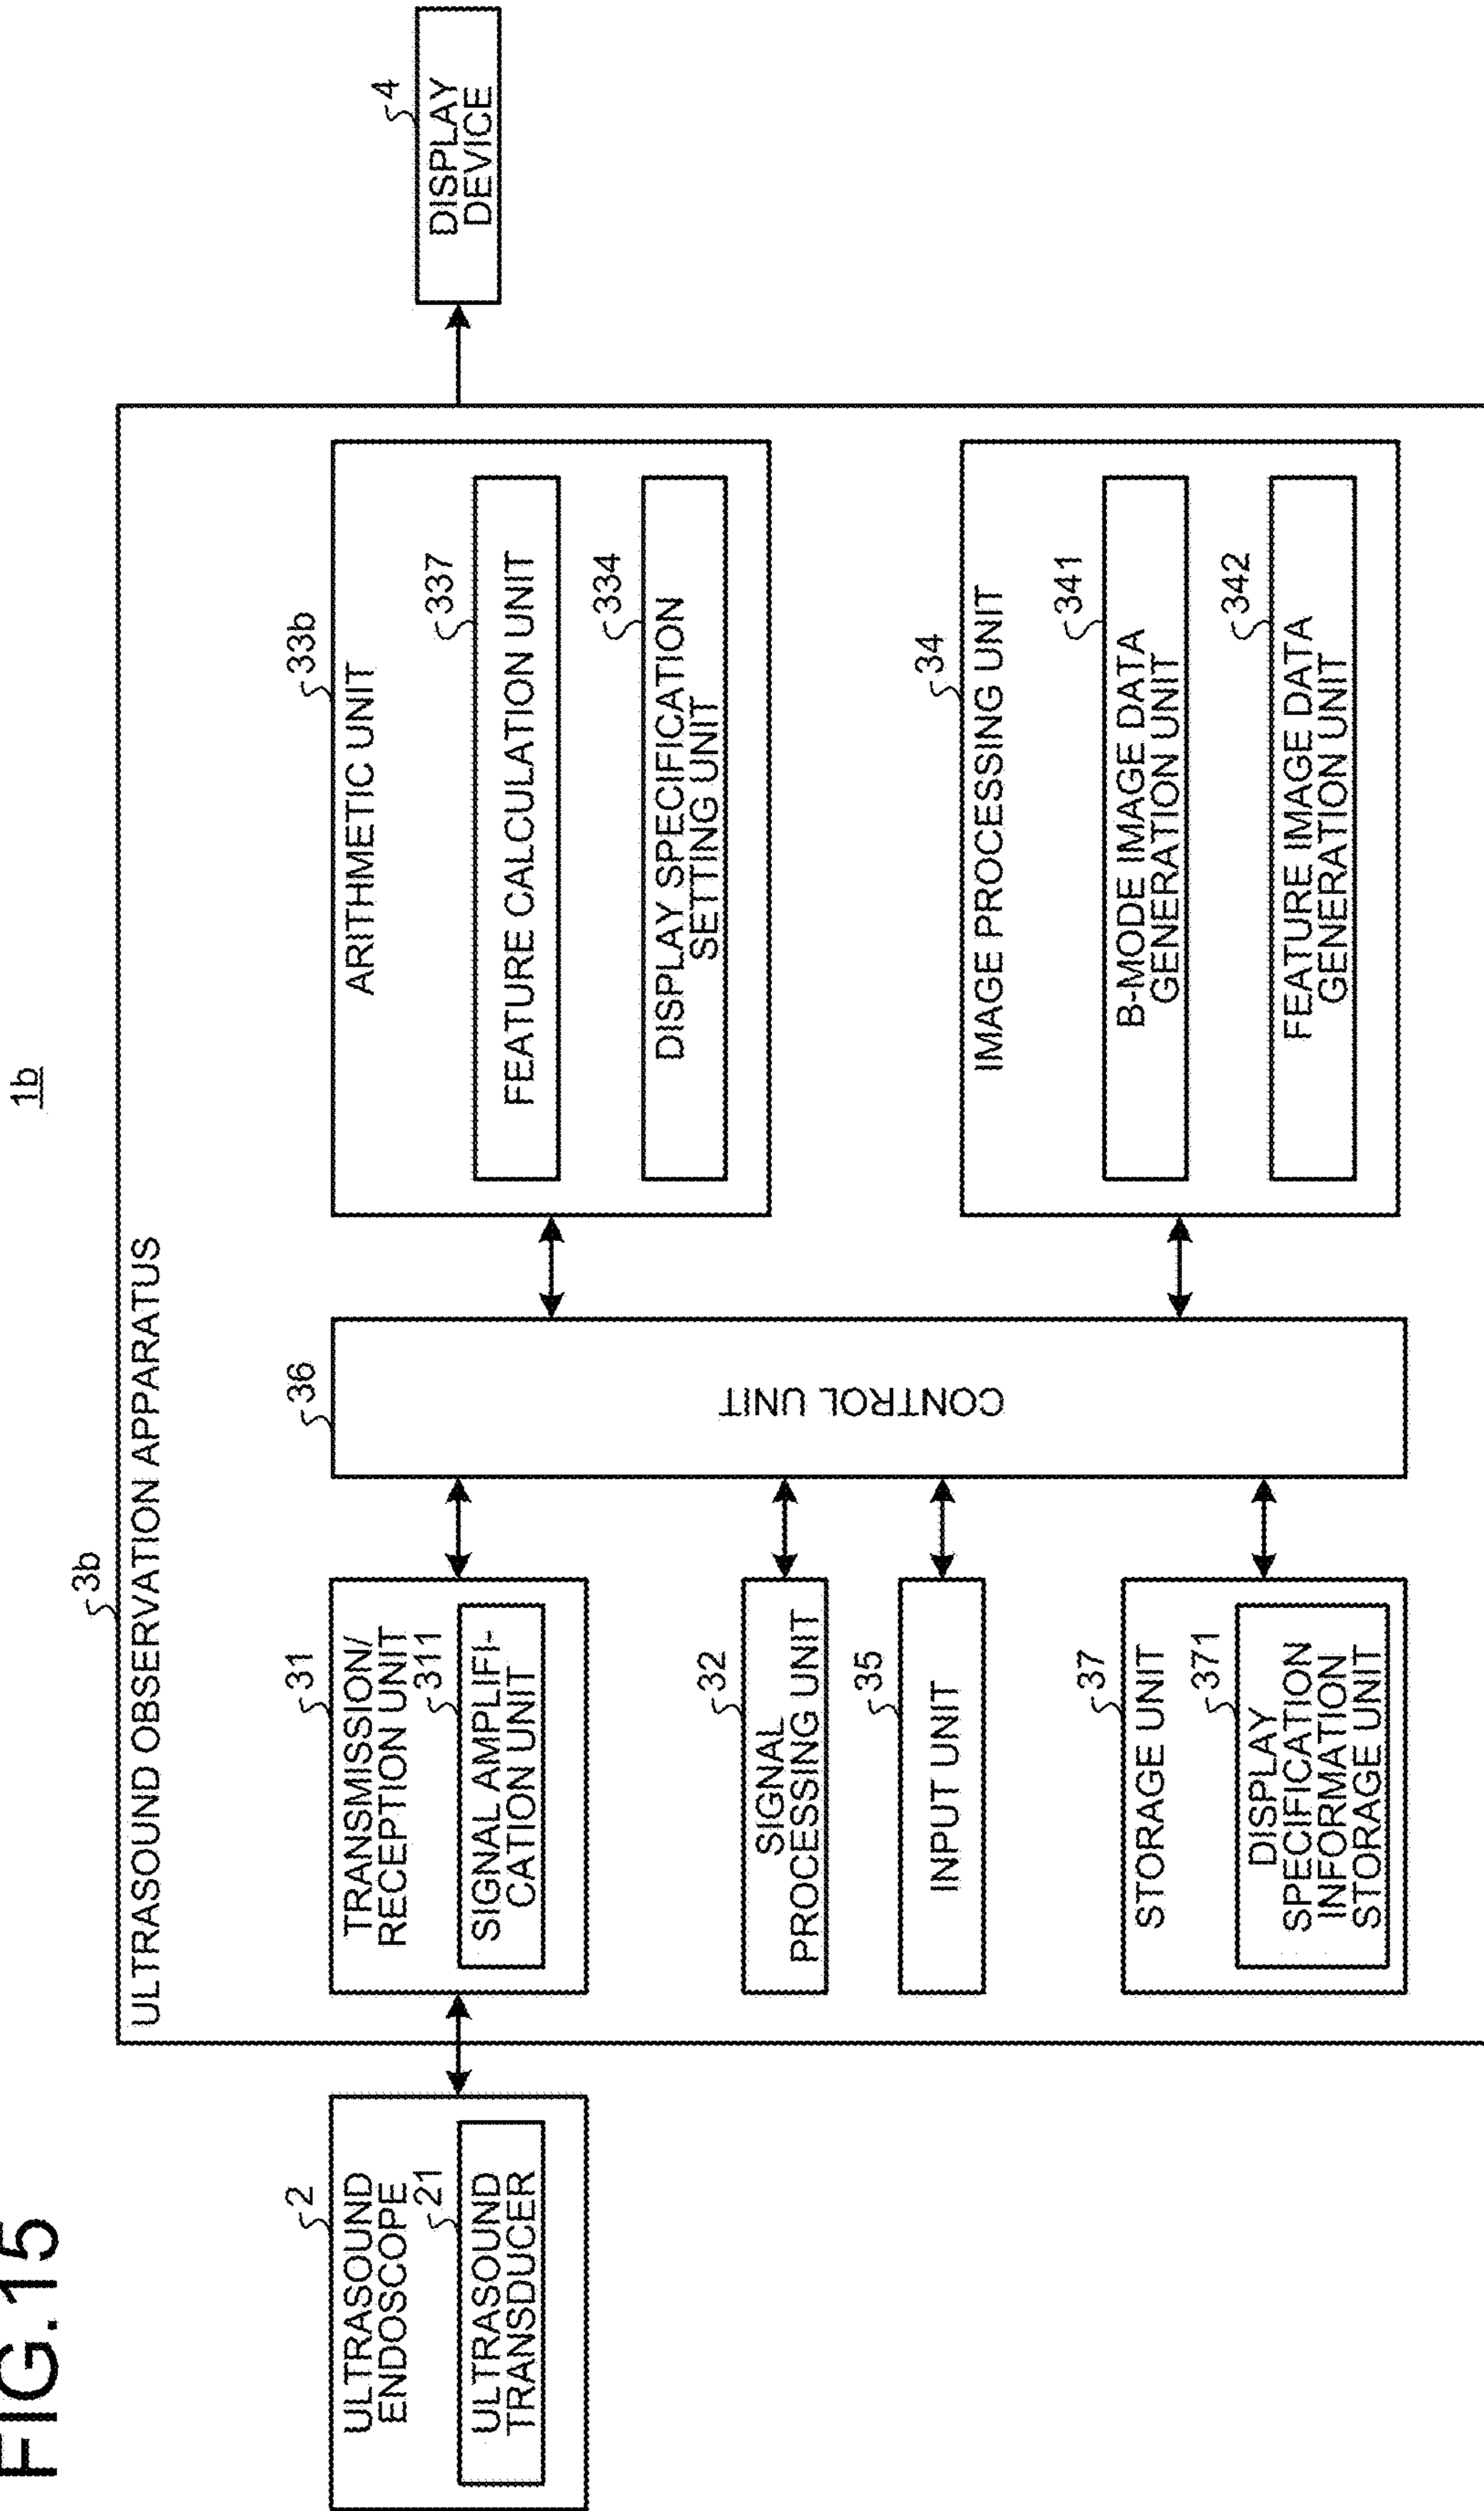 FIG.15
1b
3b
ULTRASOUND OBSERVATION APPARATUS
2
ULTRASOUND
ENDOSCOPE
21
ULTRASOUND
TRANSDUCER
31
TRANSMISSION/
RECEPTION UNIT
311
SIGNAL AMPLIFI-
CATION UNIT
32
SIGNAL
PROCESSING UNIT
35
INPUT UNIT
37
STORAGE UNIT
371
DISPLAY
SPECIFICATION
INFORMATION
STORAGE UNIT
36
CONTROL UNIT
33b
ARITHMETIC UNIT
337
FEATURE CALCULATION UNIT
334
DISPLAY SPECIFICATION
SETTING UNIT
34
IMAGE PROCESSING UNIT
341
B-MODE IMAGE DATA
GENERATION UNIT
342
FEATURE IMAGE DATA
GENERATION UNIT
4
DISPLAY
DEVICE